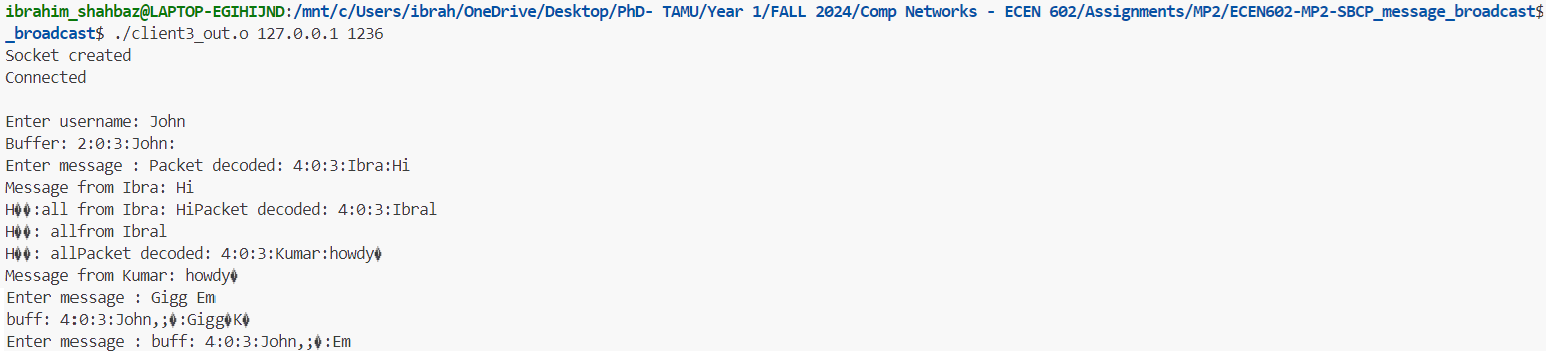 ibrahim_shahbaz@LAPTOP-EGIHIJND:/mnt/c/Users/ibrah/OneDrive/Desktop/PhD- TAMU/Year 1/FALL 2024/Comp Networks - ECEN 602/Assignments/MP2/ECEN602-MP2-SBCP_message_broadcast$
_broadcast$ ./client3_out.o 127.0.0.1 1236
Socket created
Connected
Enter username: John
Buffer: 2:0:3:John:
Enter message : Packet decoded: 4:0:3:Ibra:Hi
Message from Ibra: Hi
H��:all from Ibra: HiPacket decoded: 4:0:3:Ibral
H��: allfrom Ibral
H��: allPacket decoded: 4:0:3:Kumar:howdy�
Message from Kumar: howdy�
Enter message : Gigg Em
buff: 4:0:3:John,;�:Gigg�K�
Enter message : buff: 4:0:3:John,;�:Em